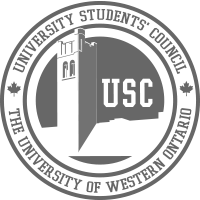 UNIVERSITY STUDENTS' COUNCIL
USC
THE UNIVERSITY OF WESTERN ONTARIO